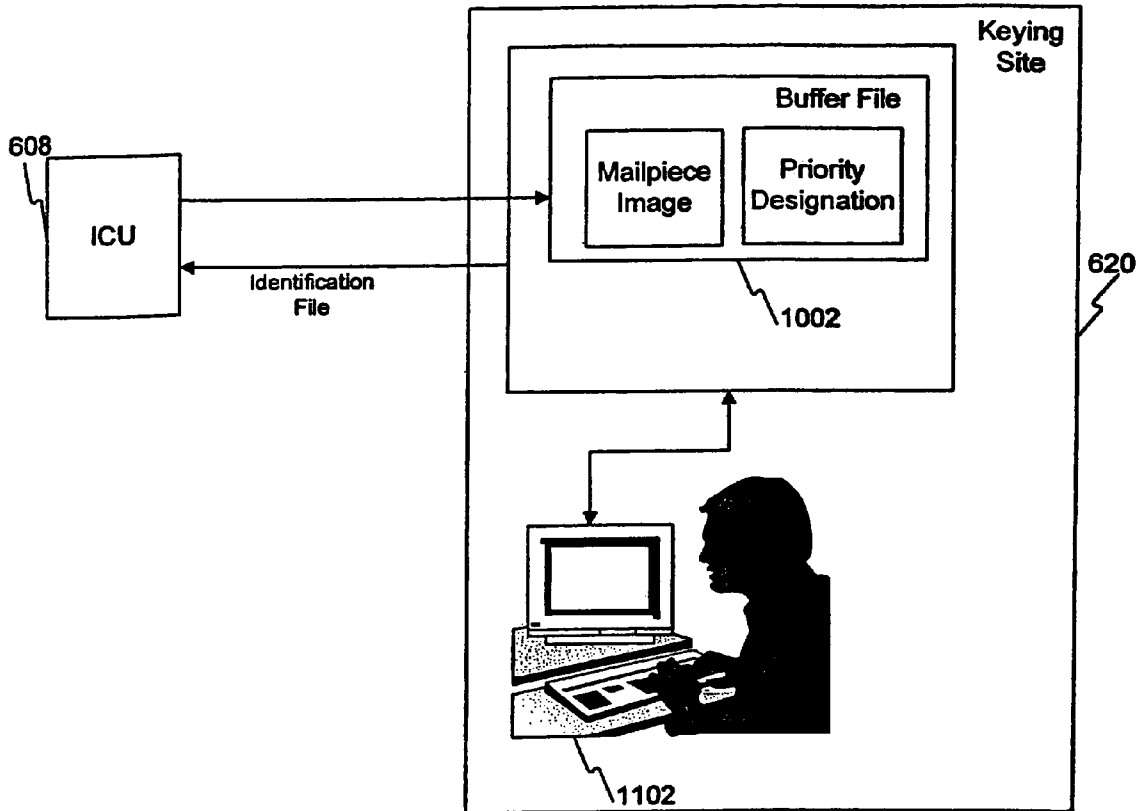 Keying
Site
Buffer File
608
Mailpiece
Image
Priority
Designation
ICU
620
Identification
File
1002
1102